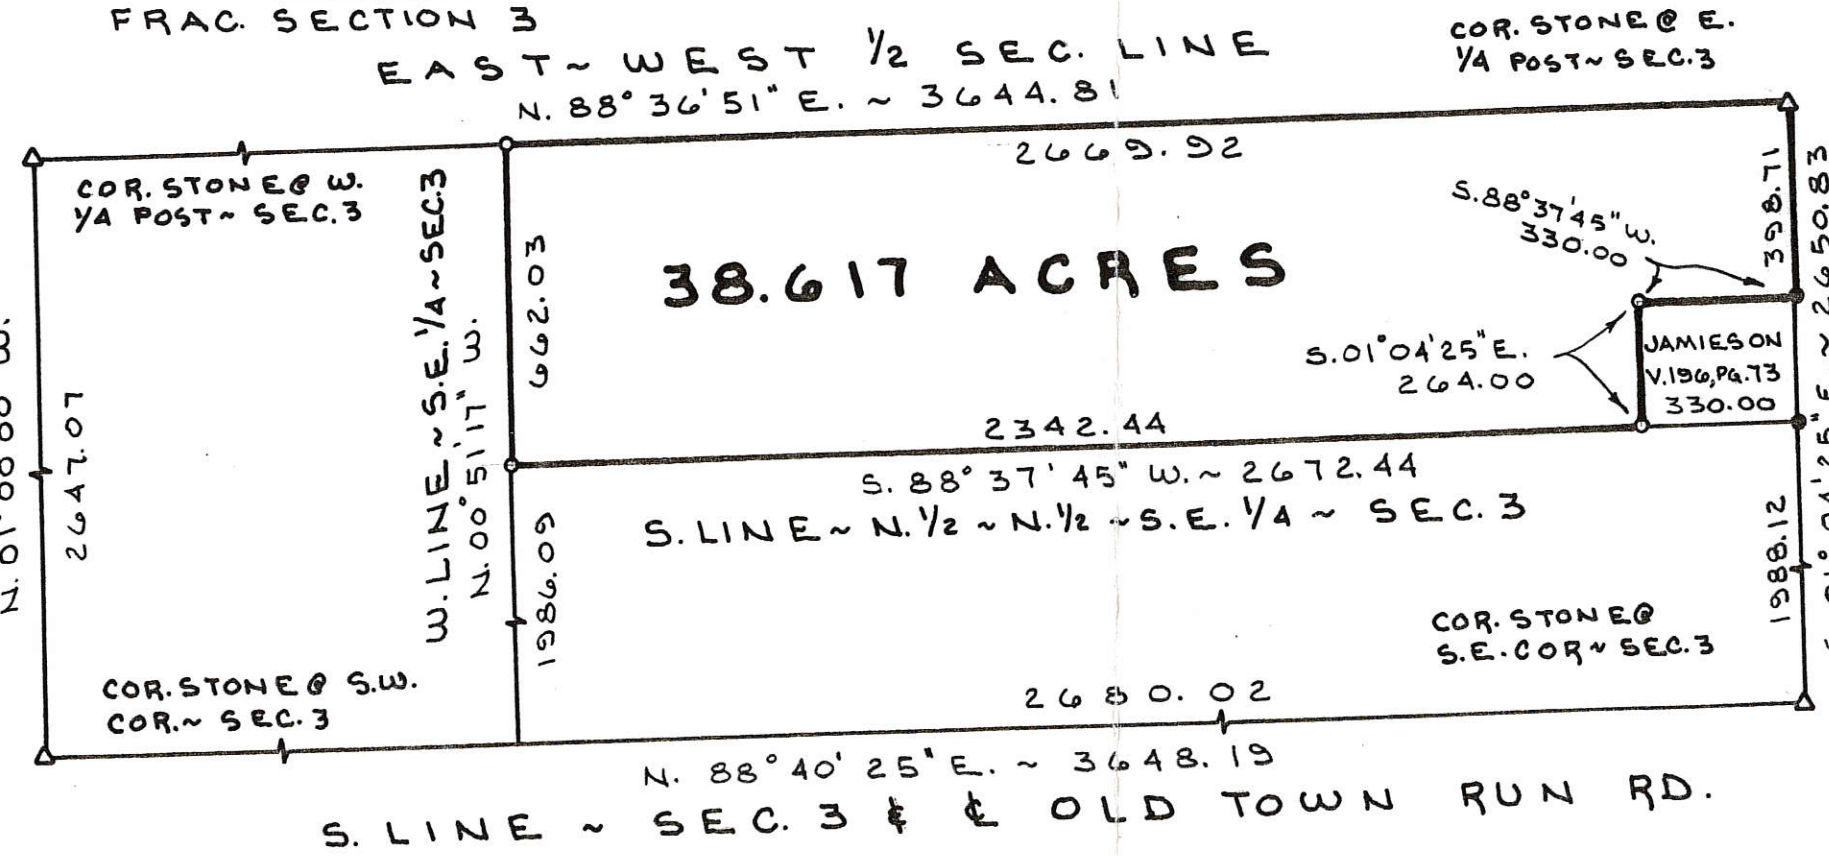 FRAC. SECTION 3
EAST ~ WEST 1/2 SEC. LINE
N. 88° 36' 51" E. ~ 3644.81
COR. STONE @ E.
1/4 POST ~ SEC. 3
2669.92
COR. STONE @ W.
1/4 POST ~ SEC. 3
W. LINE ~ S.E. 1/4 ~ SEC. 3
N. 00° 51' 17" W.
662.03
38.617 ACRES
S. 88° 37' 45" W.
330.00
398.71
S. 01° 04' 25" E.
264.00
JAMIESON
V. 196, PG. 73
330.00
2342.44
S. 88° 37' 45" W. ~ 2672.44
S. LINE ~ N. 1/2 ~ N. 1/2 ~ S.E. 1/4 ~ SEC. 3
2647.07
1986.09
1988.12
01° 04' 25" E ~ 2650.83
COR. STONE @
S.E. COR ~ SEC. 3
COR. STONE @ S.W.
COR. ~ SEC. 3
2680.02
N. 88° 40' 25" E. ~ 3648.19
S. LINE ~ SEC. 3 & ℄ OLD TOWN RUN RD.